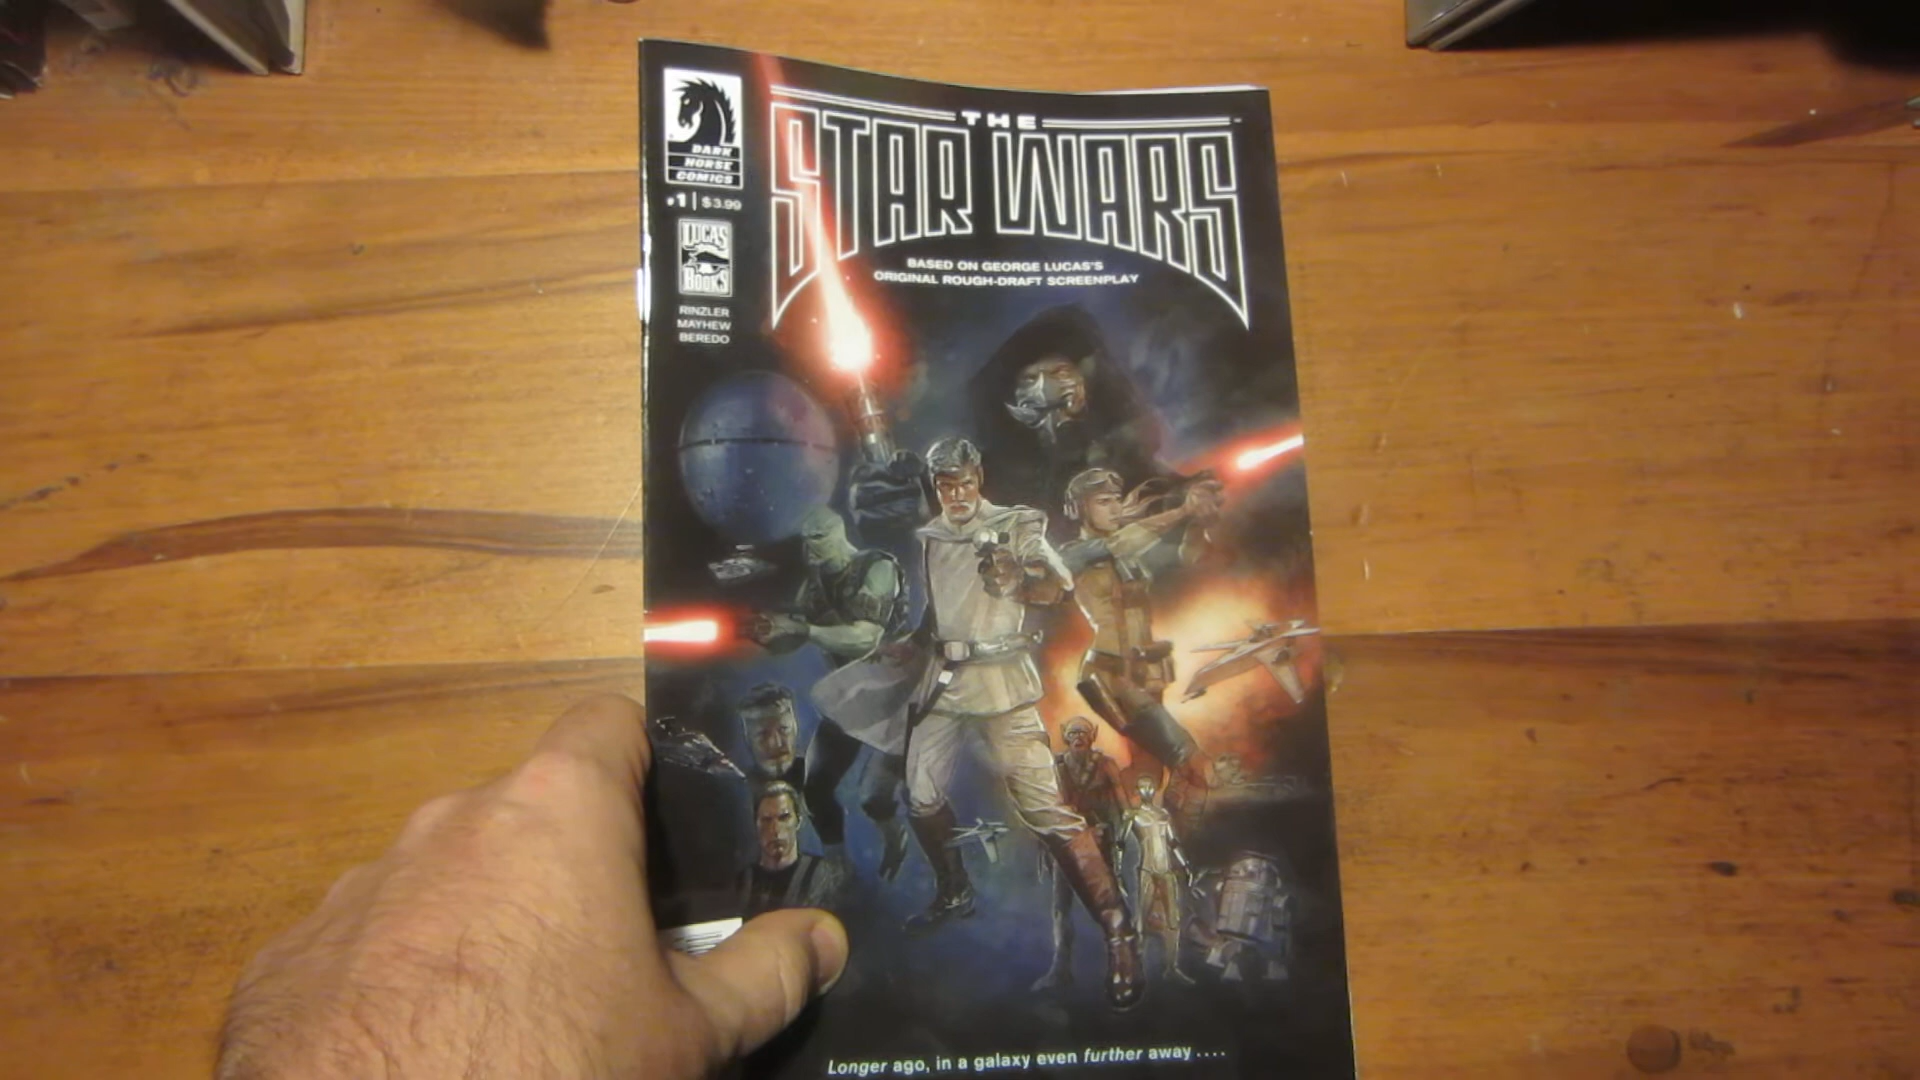 THE
STAR WARS
BASED ON GEORGE LUCAS'S
ORIGINAL ROUGH-DRAFT SCREENPLAY
DARK
HORSE
COMICS
#1 | $3.99
LUCAS
BOOKS
RINZLER
MAYHEW
BEREDO
Longer ago, in a galaxy even further away ....